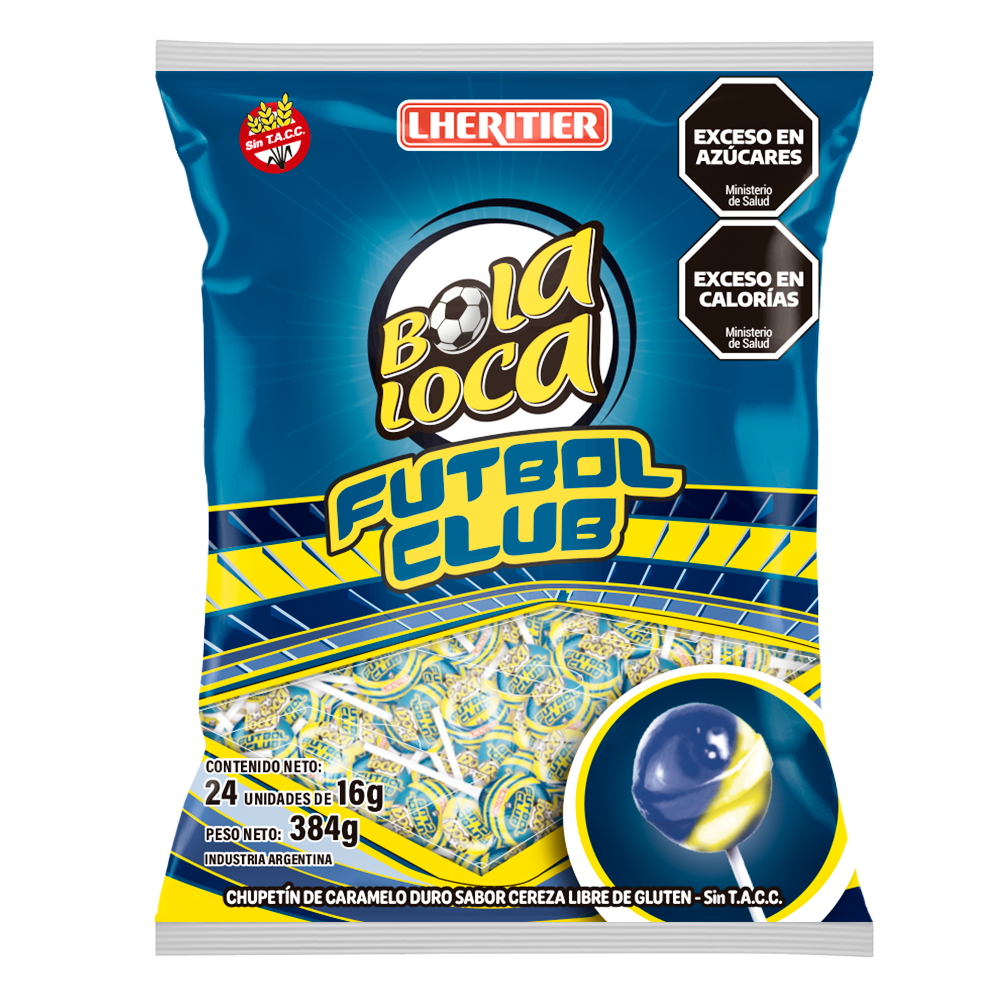 Sin T.A.C.C.
LHERITIER
EXCESO EN
AZÚCARES
Ministerio
de Salud
EXCESO EN
CALORÍAS
Ministerio
de Salud
BOLA
LOCA
FUTBOL
CLUB
CONTENIDO NETO:
24 UNIDADES DE 16g
PESO NETO: 384g
INDUSTRIA ARGENTINA
CHUPETÍN DE CARAMELO DURO SABOR CEREZA LIBRE DE GLUTEN - Sin T.A.C.C.